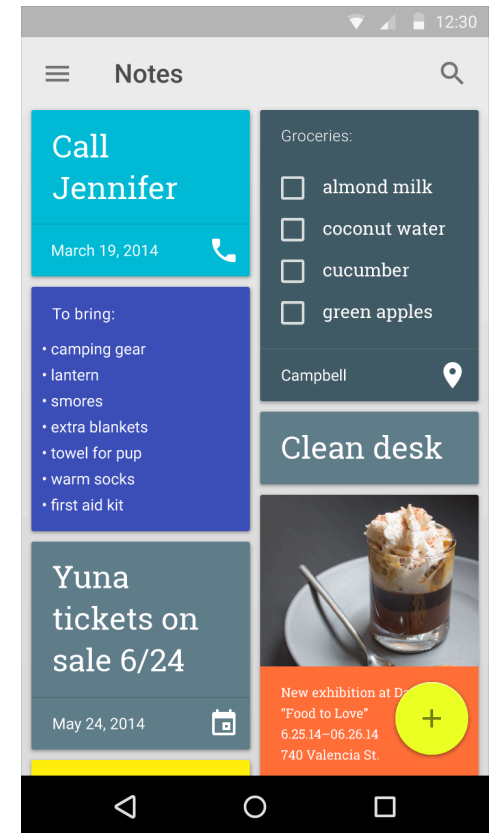 12:30
Notes
Call
Jennifer
March 19, 2014
Groceries:
almond milk
coconut water
cucumber
green apples
Campbell
To bring:
• camping gear
• lantern
• smores
• extra blankets
• towel for pup
• warm socks
• first aid kit
Clean desk
Yuna
tickets on
sale 6/24
May 24, 2014
New exhibition at
"Food to Love"
6.25.14–06.26.14
740 Valencia St.